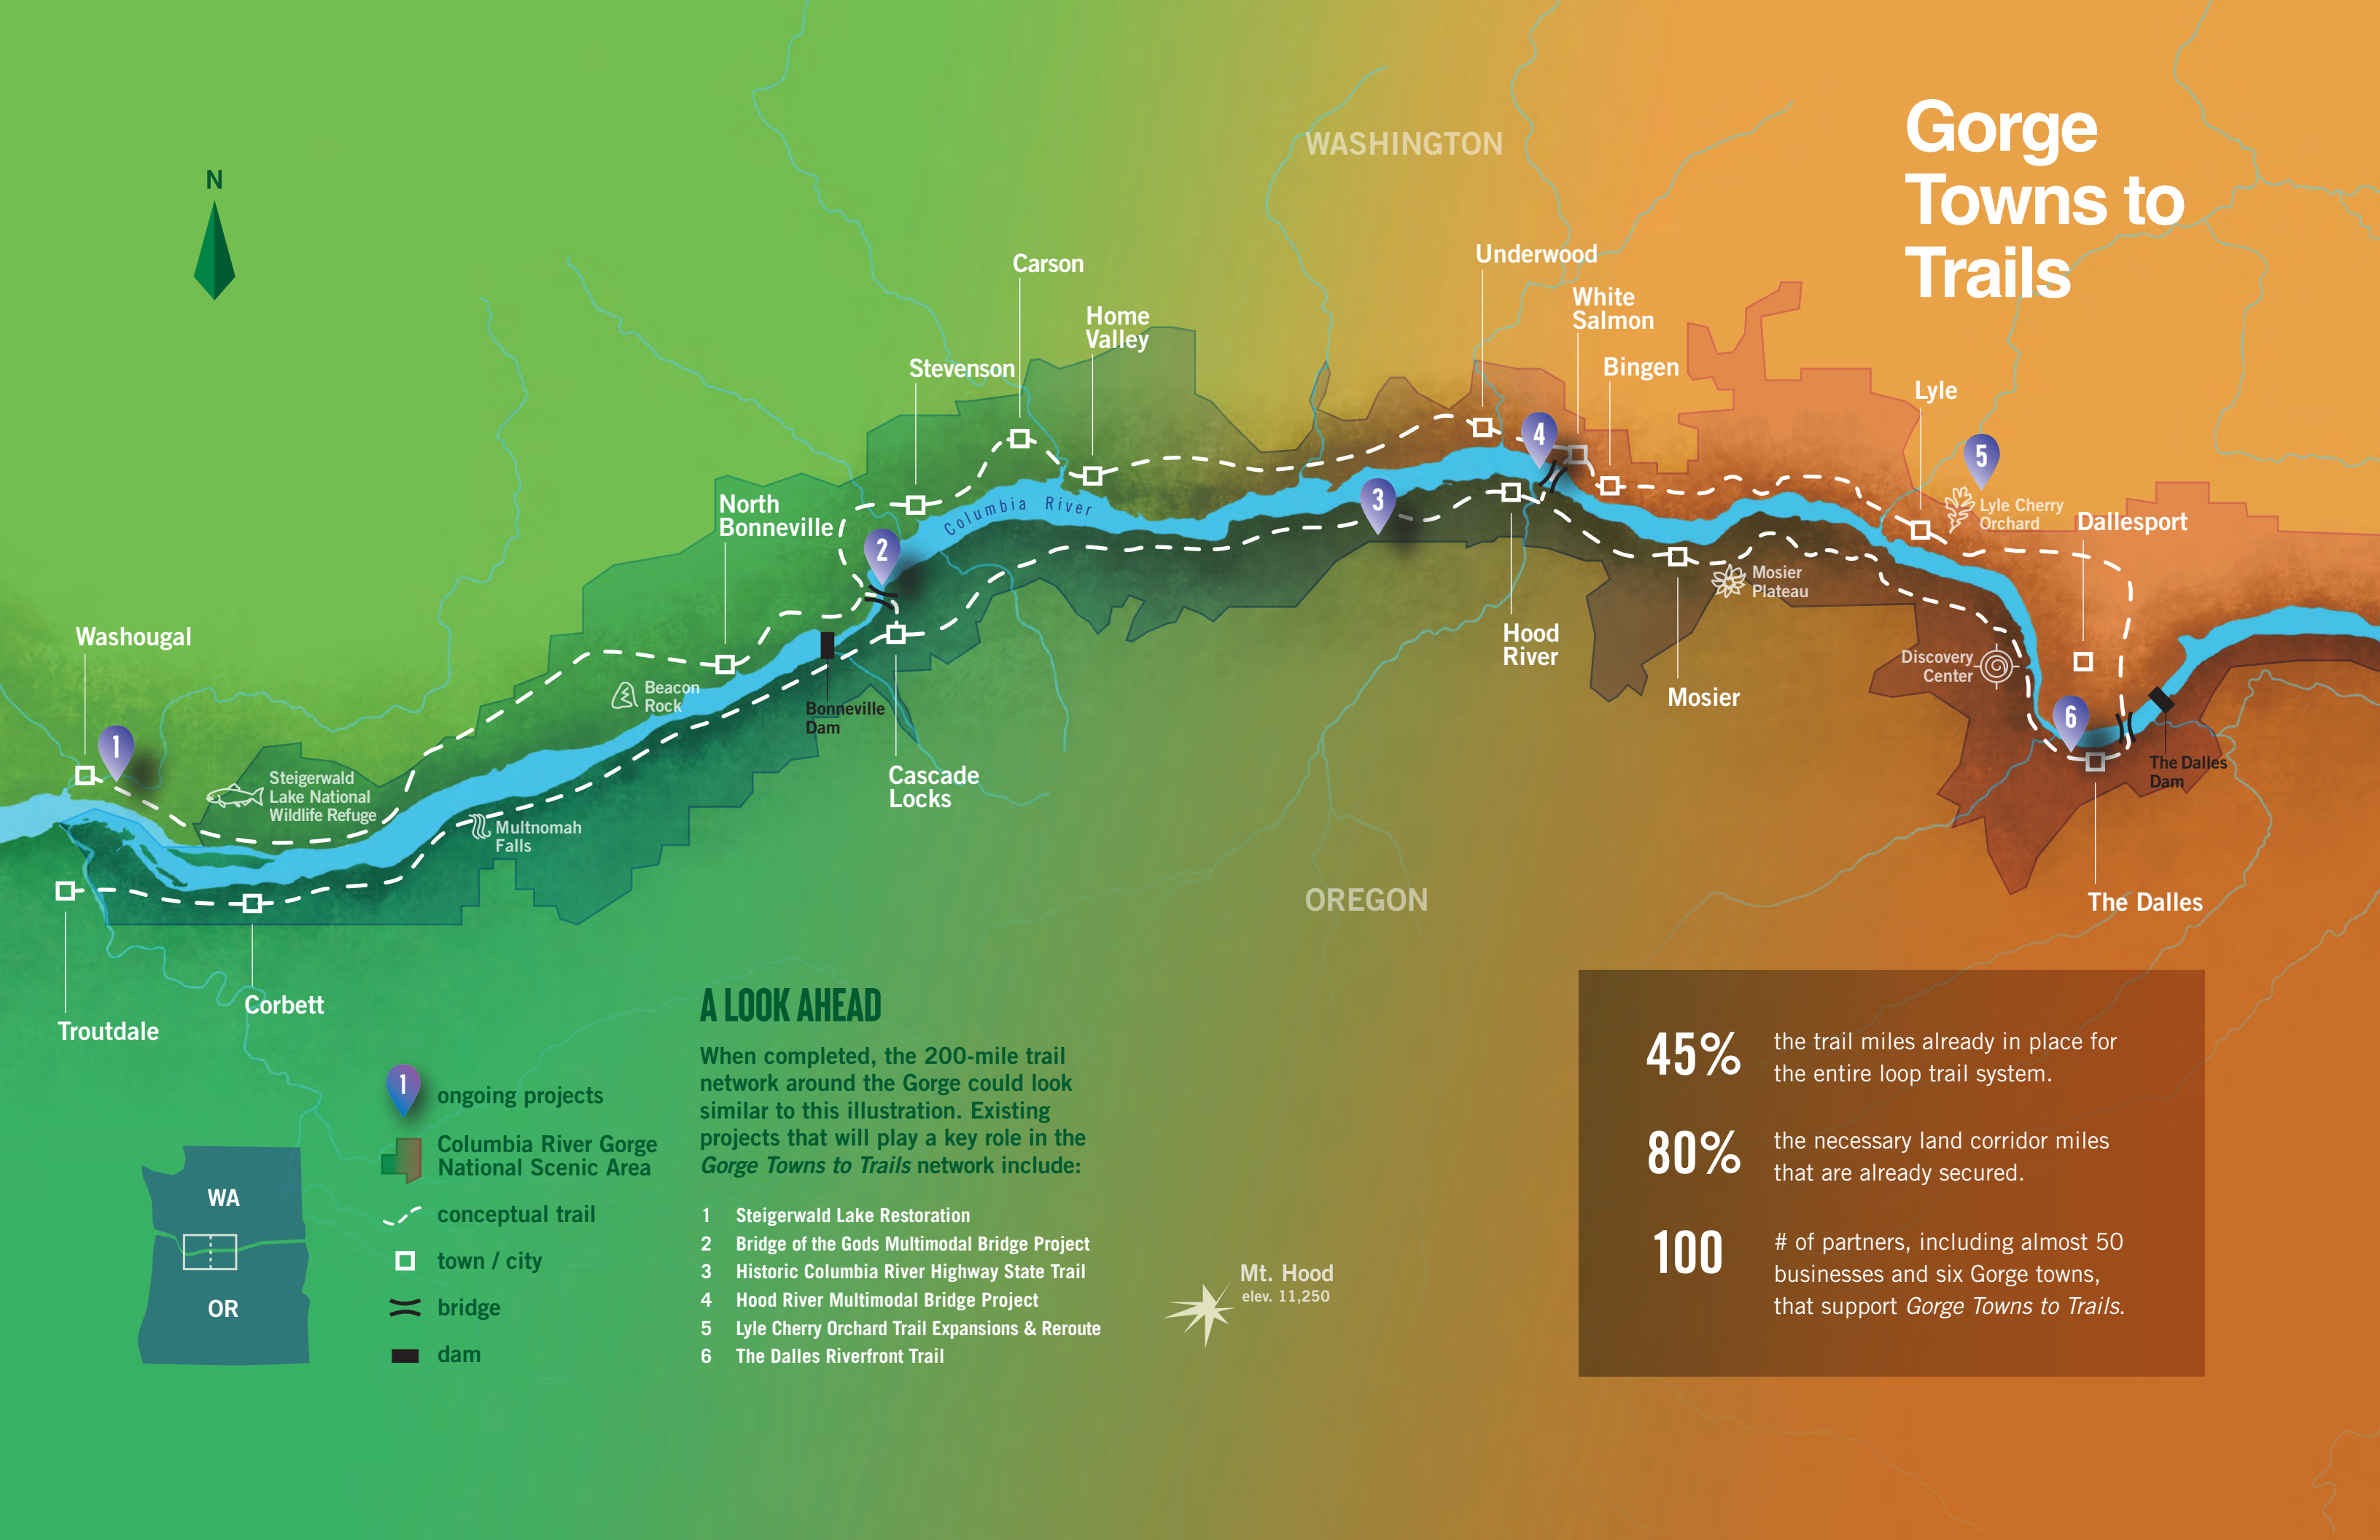 Gorge
Towns to
Trails
WASHINGTON
N
Carson
Underwood
Home
Valley
White
Salmon
Stevenson
Bingen
Lyle
4
5
3
North
Bonneville
Columbia River
Lyle Cherry
Orchard
Dallesport
2
Mosier
Plateau
Washougal
Hood
River
Discovery
Center
Beacon
Rock
Mosier
Bonneville
Dam
6
1
The Dalles
Dam
Steigerwald
Lake National
Wildlife Refuge
Cascade
Locks
Multnomah
Falls
OREGON
The Dalles
Corbett
Troutdale
1
ongoing projects
Columbia River Gorge
National Scenic Area
conceptual trail
town / city
bridge
dam
WA
OR
A LOOK AHEAD
When completed, the 200-mile trail
network around the Gorge could look
similar to this illustration. Existing
projects that will play a key role in the
Gorge Towns to Trails network include:
1 Steigerwald Lake Restoration
2 Bridge of the Gods Multimodal Bridge Project
3 Historic Columbia River Highway State Trail
4 Hood River Multimodal Bridge Project
5 Lyle Cherry Orchard Trail Expansions & Reroute
6 The Dalles Riverfront Trail
Mt. Hood
elev. 11,250
45% the trail miles already in place for
the entire loop trail system.
80% the necessary land corridor miles
that are already secured.
100 # of partners, including almost 50
businesses and six Gorge towns,
that support Gorge Towns to Trails.